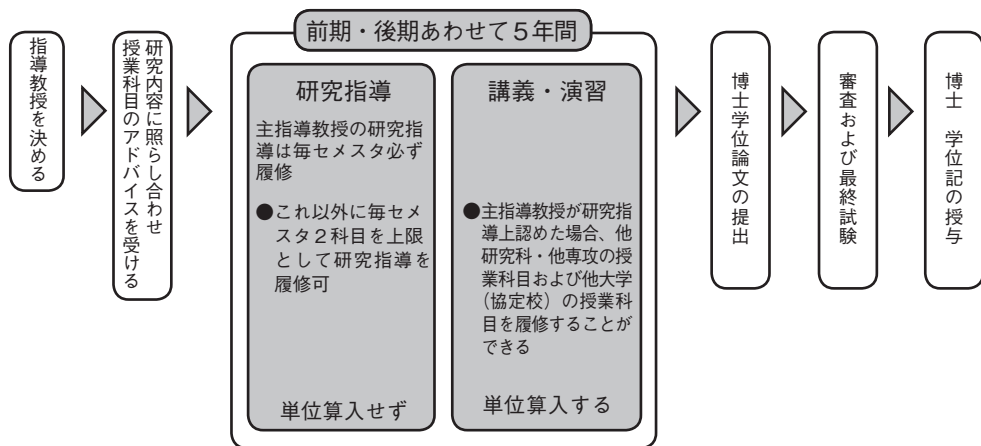 前期・後期あわせて５年間
指導教授を決める
研究内容に照らし合わせ
授業科目のアドバイスを受ける
研究指導
主指導教授の研究指
導は毎セメスタ必ず
履修
●これ以外に毎セメ
スタ２科目を上限
として研究指導を
履修可
単位算入せず
講義・演習
●主指導教授が研究指
導上認めた場合、他
研究科・他専攻の授
業科目および他大学
（協定校）の授業科
目を履修することが
できる
単位算入する
博士学位論文の提出
審査および最終試験
博士　学位記の授与